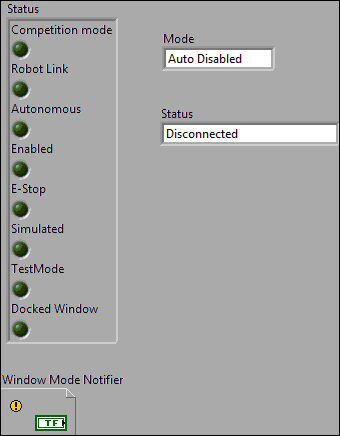 Status
Competition mode
Robot Link
Autonomous
Enabled
E-Stop
Simulated
TestMode
Docked Window
Mode
Auto Disabled
Status
Disconnected
Window Mode Notifier
TF